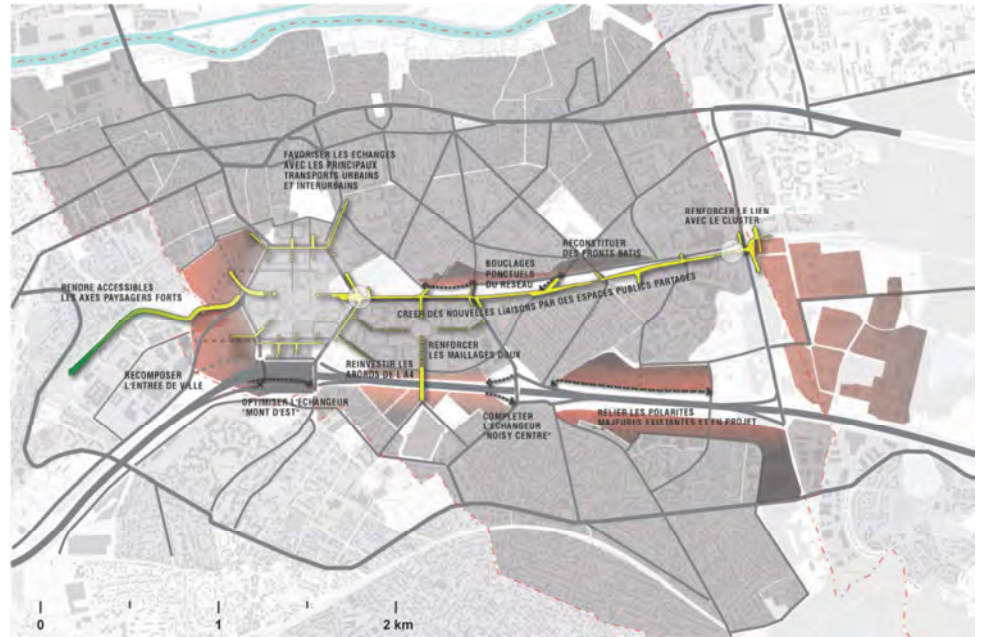 FAVORISER LES ECHANGES
AVEC LES PRINCIPAUX
TRANSPORTS URBAINS
ET INTERURBAINS
RENFORCER LE LIEN
AVEC LE CLUSTER
RECONSTITUER
DES FRONTS BATIS
BOUCLAGES
PONCTUELS
DU RESEAU
RENDRE ACCESSIBLES
LES AXES PAYSAGERS FORTS
CREER DES NOUVELLES LIAISONS PAR DES ESPACES PUBLICS PARTAGES
RENFORCER
LES MAILLAGES DOUX
REINVESTIR LES
ABORDS DE L'A4
RECOMPOSER
L'ENTREE DE VILLE
OPTIMISER L'ECHANGEUR
"MONT D'EST"
COMPLETER
L'ECHANGEUR
"NOISY CENTRE"
RELIER LES POLARITES
MAJEURES EXISTANTES ET EN PROJET
0
1
2 km